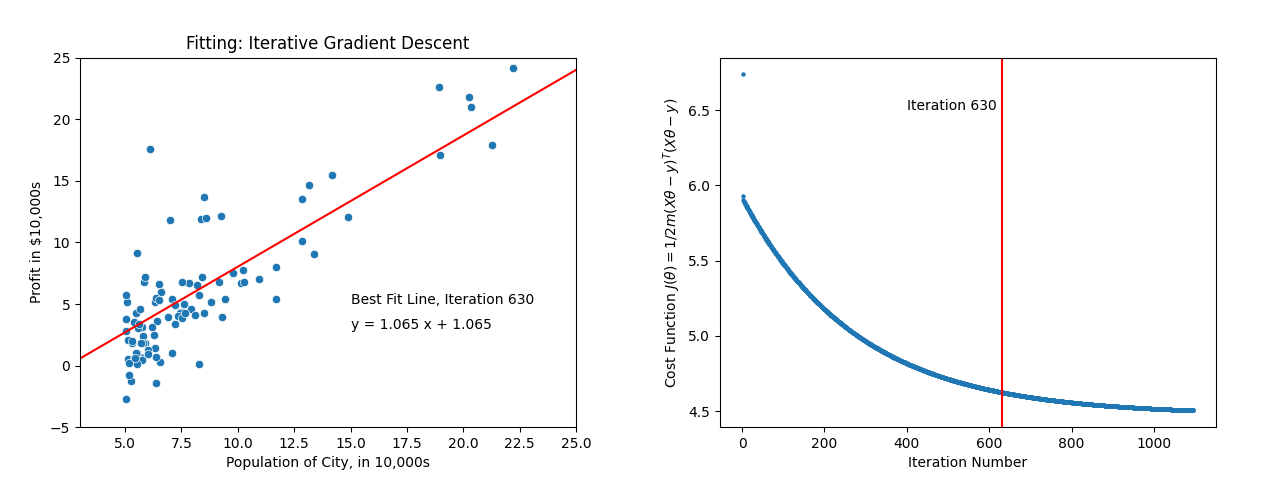 Fitting: Iterative Gradient Descent
25
20
15
10
5
0
−5
Profit in $10,000s
Best Fit Line, Iteration 630
y = 1.065 x + 1.065
5.0 7.5 10.0 12.5 15.0 17.5 20.0 22.5 25.0
Population of City, in 10,000s
6.5
6.0
5.5
5.0
4.5
Cost Function J(θ) = 1/2m(Xθ − y)ᵀ(Xθ − y)
Iteration 630
0 200 400 600 800 1000
Iteration Number